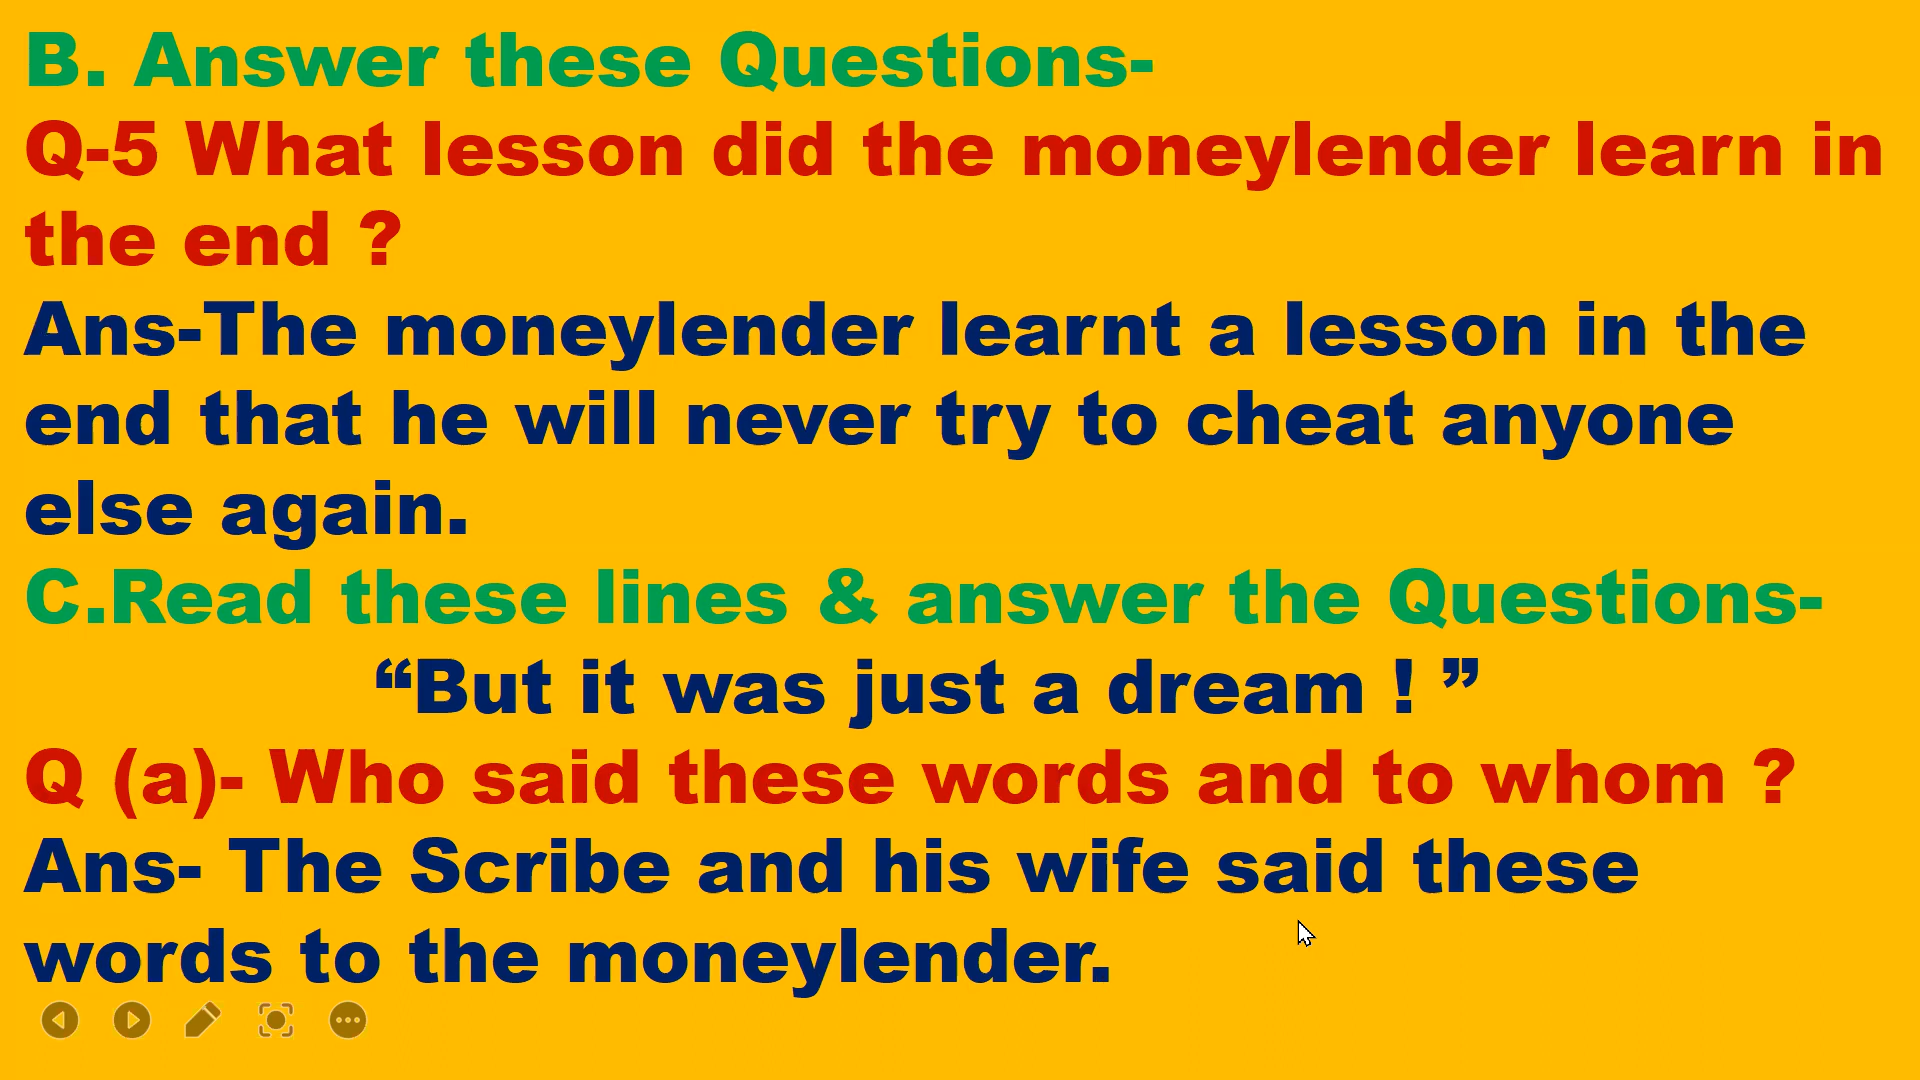 B. Answer these Questions-
Q-5 What lesson did the moneylender learn in
the end ?
Ans-The moneylender learnt a lesson in the
end that he will never try to cheat anyone
else again.
C.Read these lines & answer the Questions-
“But it was just a dream ! ”
Q (a)- Who said these words and to whom ?
Ans- The Scribe and his wife said these
words to the moneylender.